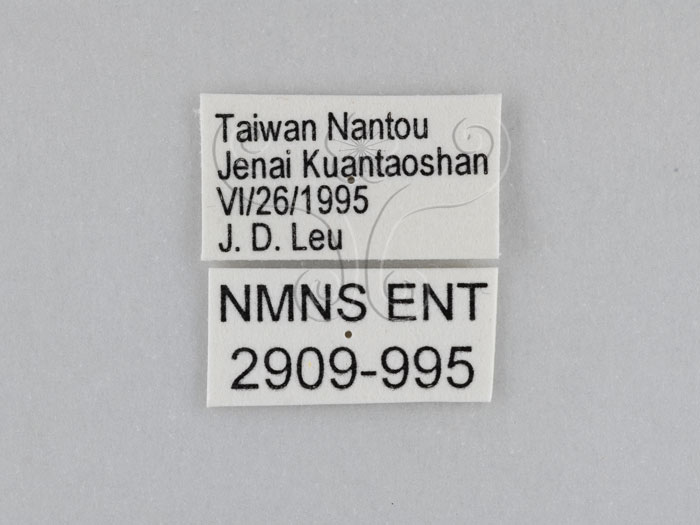 Taiwan Nantou
Jenai Kuantaoshan
VI/26/1995
J. D. Leu
NMNS ENT
2909-995